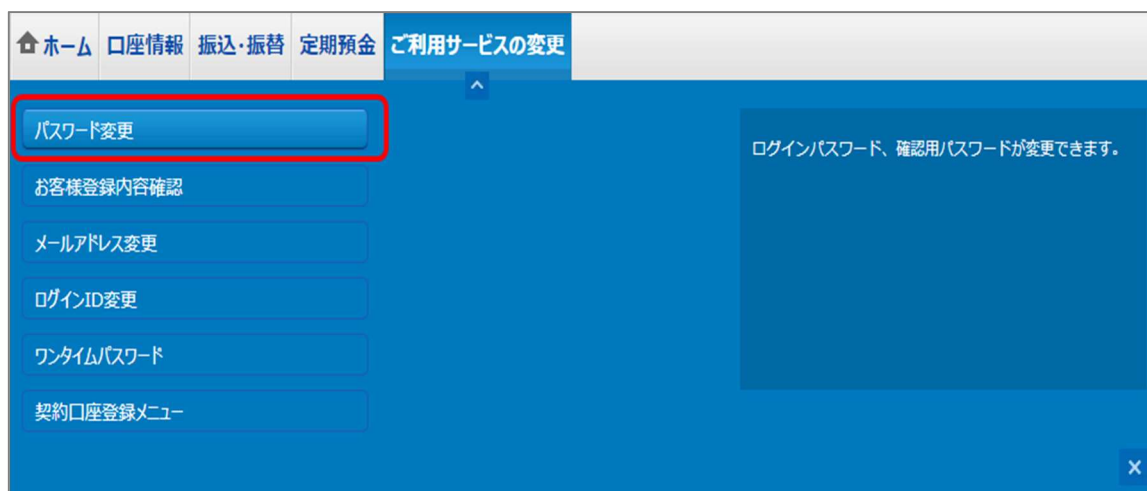 ホーム 口座情報 振込・振替 定期預金 ご利用サービスの変更
パスワード変更
ログインパスワード、確認用パスワードが変更できます。
お客様登録内容確認
メールアドレス変更
ログインID変更
ワンタイムパスワード
契約口座登録メニュー